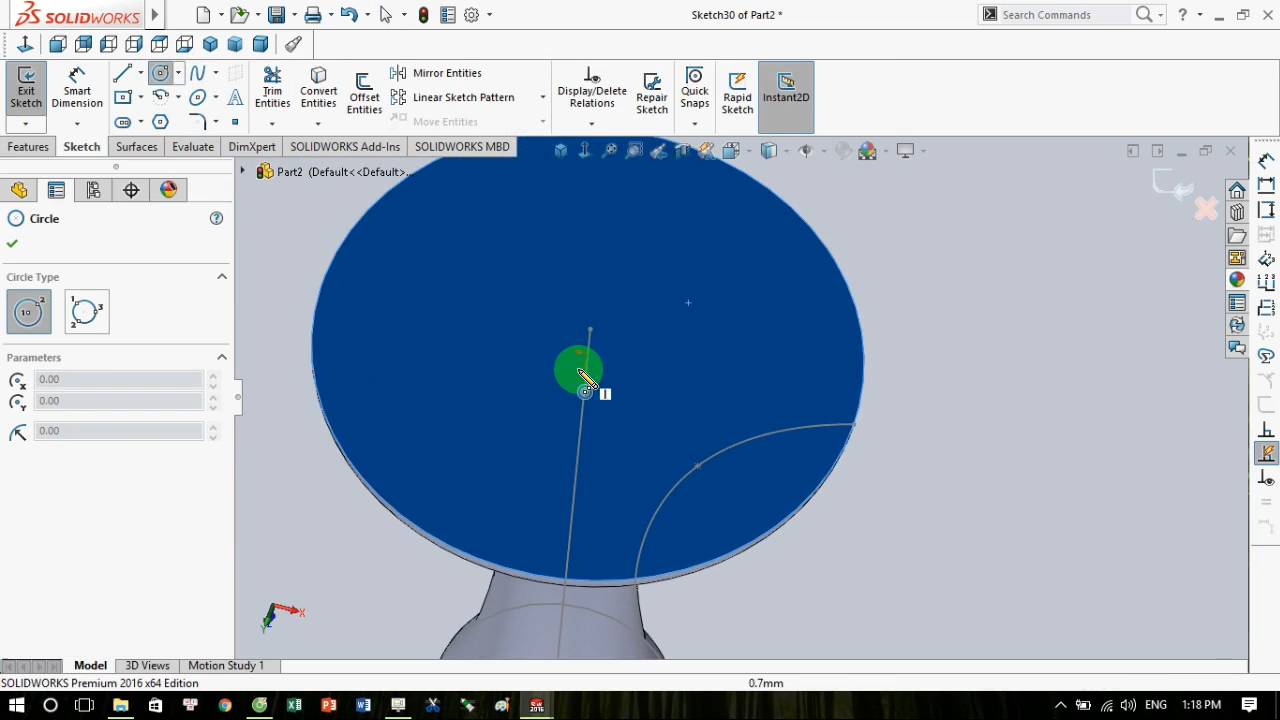 SOLIDWORKS
Sketch30 of Part2 *
Search Commands
?
Exit Sketch
Smart Dimension
Trim Entities
Convert Entities
Offset Entities
Mirror Entities
Linear Sketch Pattern
Move Entities
Display/Delete Relations
Repair Sketch
Quick Snaps
Rapid Sketch
Instant2D
Features
Sketch
Surfaces
Evaluate
DimXpert
SOLIDWORKS Add-Ins
SOLIDWORKS MBD
Part2 (Default<<Default>...
Circle
?
Circle Type
Parameters
0.00
0.00
0.00
X
Y
Model
3D Views
Motion Study 1
SOLIDWORKS Premium 2016 x64 Edition
0.7mm
ENG
1:18 PM